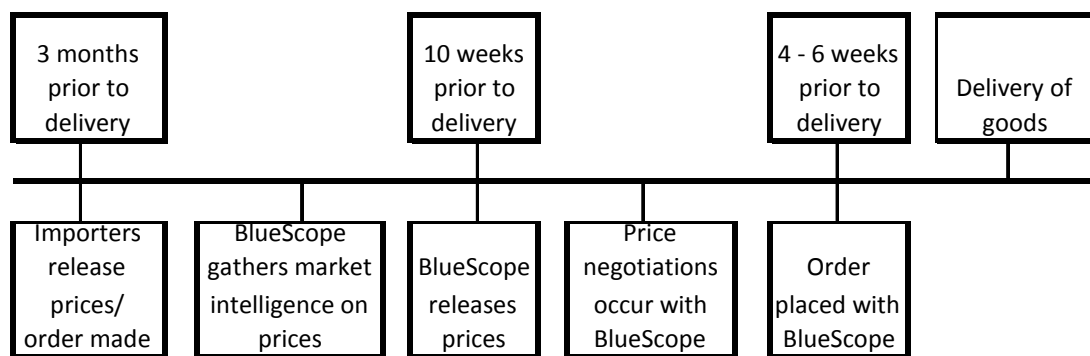 3 months
prior to
delivery
10 weeks
prior to
delivery
4 - 6 weeks
prior to
delivery
Delivery of
goods
Importers
release
prices/
order made
BlueScope
gathers market
intelligence on
prices
BlueScope
releases
prices
Price
negotiations
occur with
BlueScope
Order
placed with
BlueScope